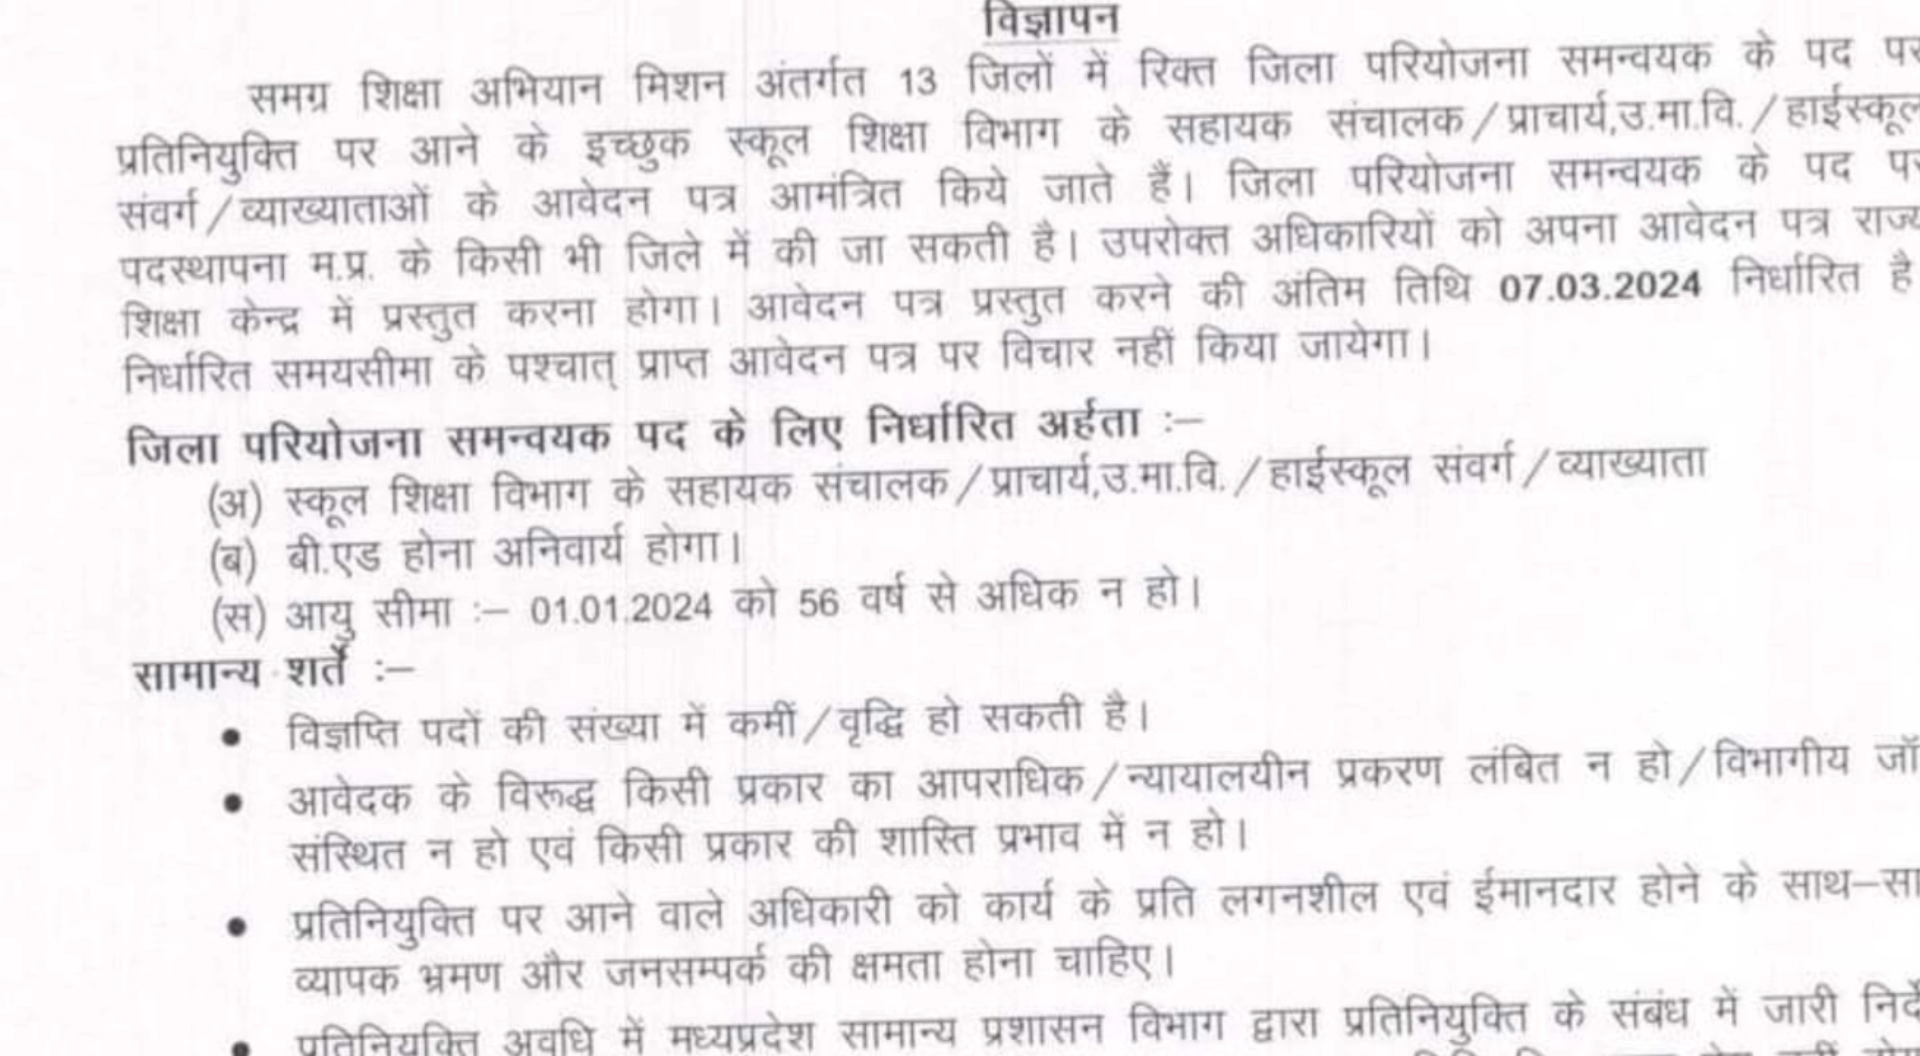 विज्ञापन
समग्र शिक्षा अभियान मिशन अंतर्गत 13 जिलों में रिक्त जिला परियोजना समन्वयक के पद पर
प्रतिनियुक्ति पर आने के इच्छुक स्कूल शिक्षा विभाग के सहायक संचालक/प्राचार्य,उ.मा.वि./हाईस्कूल
संवर्ग/व्याख्याताओं के आवेदन पत्र आमंत्रित किये जाते हैं। जिला परियोजना समन्वयक के पद पर
पदस्थापना म.प्र. के किसी भी जिले में की जा सकती है। उपरोक्त अधिकारियों को अपना आवेदन पत्र राज्य
शिक्षा केन्द्र में प्रस्तुत करना होगा। आवेदन पत्र प्रस्तुत करने की अंतिम तिथि 07.03.2024 निर्धारित है
निर्धारित समयसीमा के पश्चात् प्राप्त आवेदन पत्र पर विचार नहीं किया जायेगा।
जिला परियोजना समन्वयक पद के लिए निर्धारित अर्हता :–
(अ) स्कूल शिक्षा विभाग के सहायक संचालक/प्राचार्य,उ.मा.वि./हाईस्कूल संवर्ग/व्याख्याता
(ब) बी.एड होना अनिवार्य होगा।
(स) आयु सीमा :– 01.01.2024 को 56 वर्ष से अधिक न हो।
सामान्य शर्ते :–
• विज्ञप्ति पदों की संख्या में कमीं/वृद्धि हो सकती है।
• आवेदक के विरूद्ध किसी प्रकार का आपराधिक/न्यायालयीन प्रकरण लंबित न हो/विभागीय जॉ
संस्थित न हो एवं किसी प्रकार की शास्ति प्रभाव में न हो।
• प्रतिनियुक्ति पर आने वाले अधिकारी को कार्य के प्रति लगनशील एवं ईमानदार होने के साथ–सा
व्यापक भ्रमण और जनसम्पर्क की क्षमता होना चाहिए।
• प्रतिनियुक्ति अवधि में मध्यप्रदेश सामान्य प्रशासन विभाग द्वारा प्रतिनियुक्ति के संबंध में जारी निर्दे